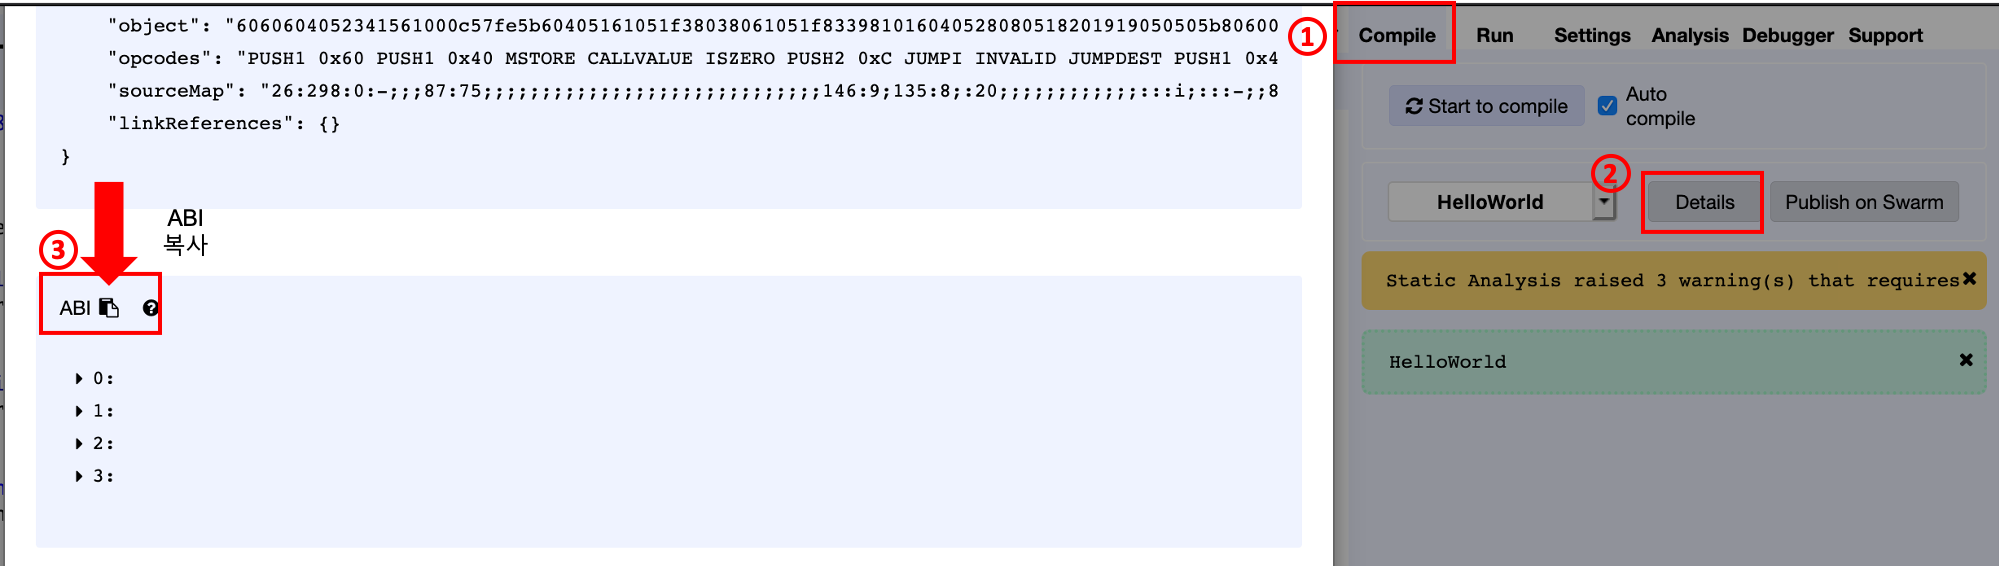 "object": "6060604052341561000c57fe5b60405161051f38038061051f833981016040528080518201919050505b80600
"opcodes": "PUSH1 0x60 PUSH1 0x40 MSTORE CALLVALUE ISZERO PUSH2 0xC JUMPI INVALID JUMPDEST PUSH1 0x4
"sourceMap": "26:298:0:-;;;87:75;;;;;;;;;;;;;;;;;;;;;;;;;;;;;146:9;135:8;:20;;;;;;;;;;;;:::i;:::-;;8
"linkReferences": {}
}
ABI
복사
③
ABI
0:
1:
2:
3:
①
Compile Run Settings Analysis Debugger Support
Start to compile
Auto
compile
②
HelloWorld
Details
Publish on Swarm
Static Analysis raised 3 warning(s) that requires
HelloWorld